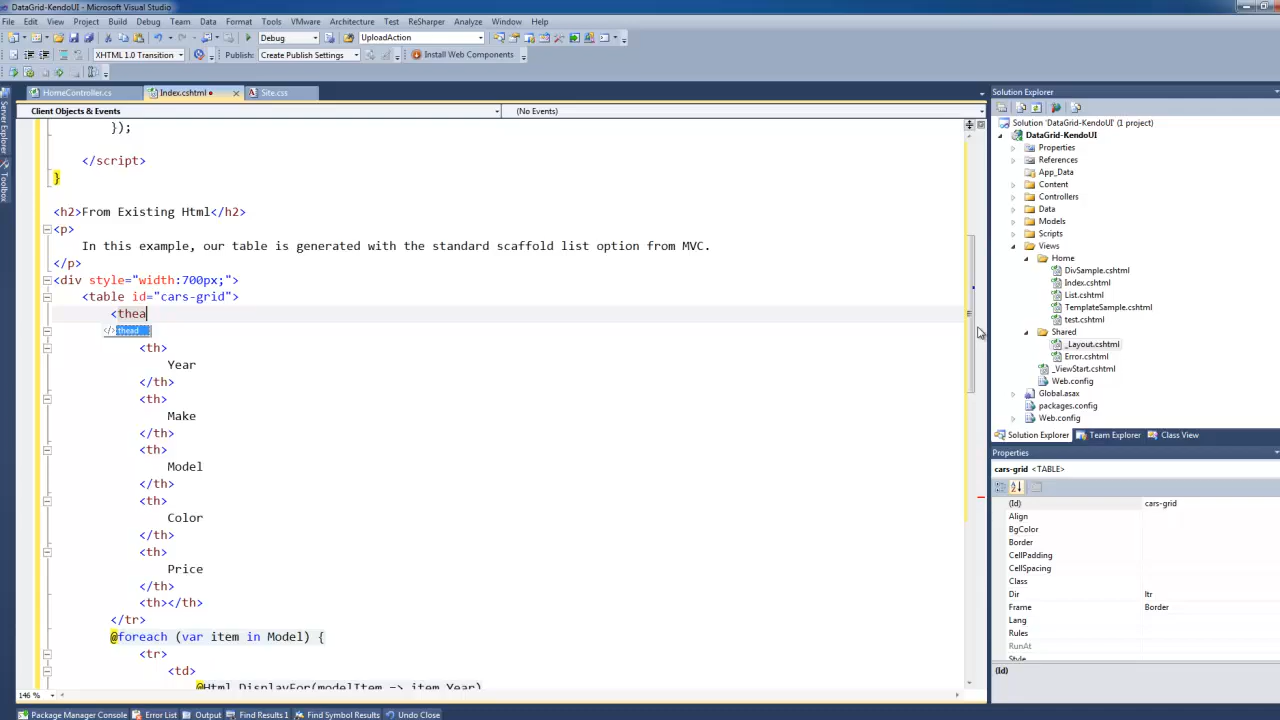 DataGrid-KendoUI - Microsoft Visual Studio
File Edit View Project Build Debug Team Data Format Tools VMware Architecture Test ReSharper Analyze Window Help
Debug UploadAction
XHTML 1.0 Transition Publish: Create Publish Settings Install Web Components
HomeController.cs Index.cshtml Site.css
Client Objects & Events (No Events)
});
</script>
}
<h2>From Existing Html</h2>
<p>
In this example, our table is generated with the standard scaffold list option from MVC.
</p>
<div style="width:700px;">
<table id="cars-grid">
<thea
</> thead
<th>
Year
</th>
<th>
Make
</th>
<th>
Model
</th>
<th>
Color
</th>
<th>
Price
</th>
<th></th>
</tr>
@foreach (var item in Model) {
<tr>
<td>
@Html.DisplayFor(modelItem => item.Year)
146 %
Server Explorer
Toolbox
Solution Explorer
Solution 'DataGrid-KendoUI' (1 project)
DataGrid-KendoUI
Properties
References
App_Data
Content
Controllers
Data
Models
Scripts
Views
Home
DivSample.cshtml
Index.cshtml
List.cshtml
TemplateSample.cshtml
test.cshtml
Shared
_Layout.cshtml
Error.cshtml
_ViewStart.cshtml
Web.config
Global.asax
packages.config
Web.config
Solution Explorer Team Explorer Class View
Properties
cars-grid <TABLE>
(Id) cars-grid
Align
BgColor
Border
CellPadding
CellSpacing
Class
Dir ltr
Frame Border
Lang
Rules
RunAt
Style
(Id)
Package Manager Console Error List Output Find Results 1 Find Symbol Results Undo Close